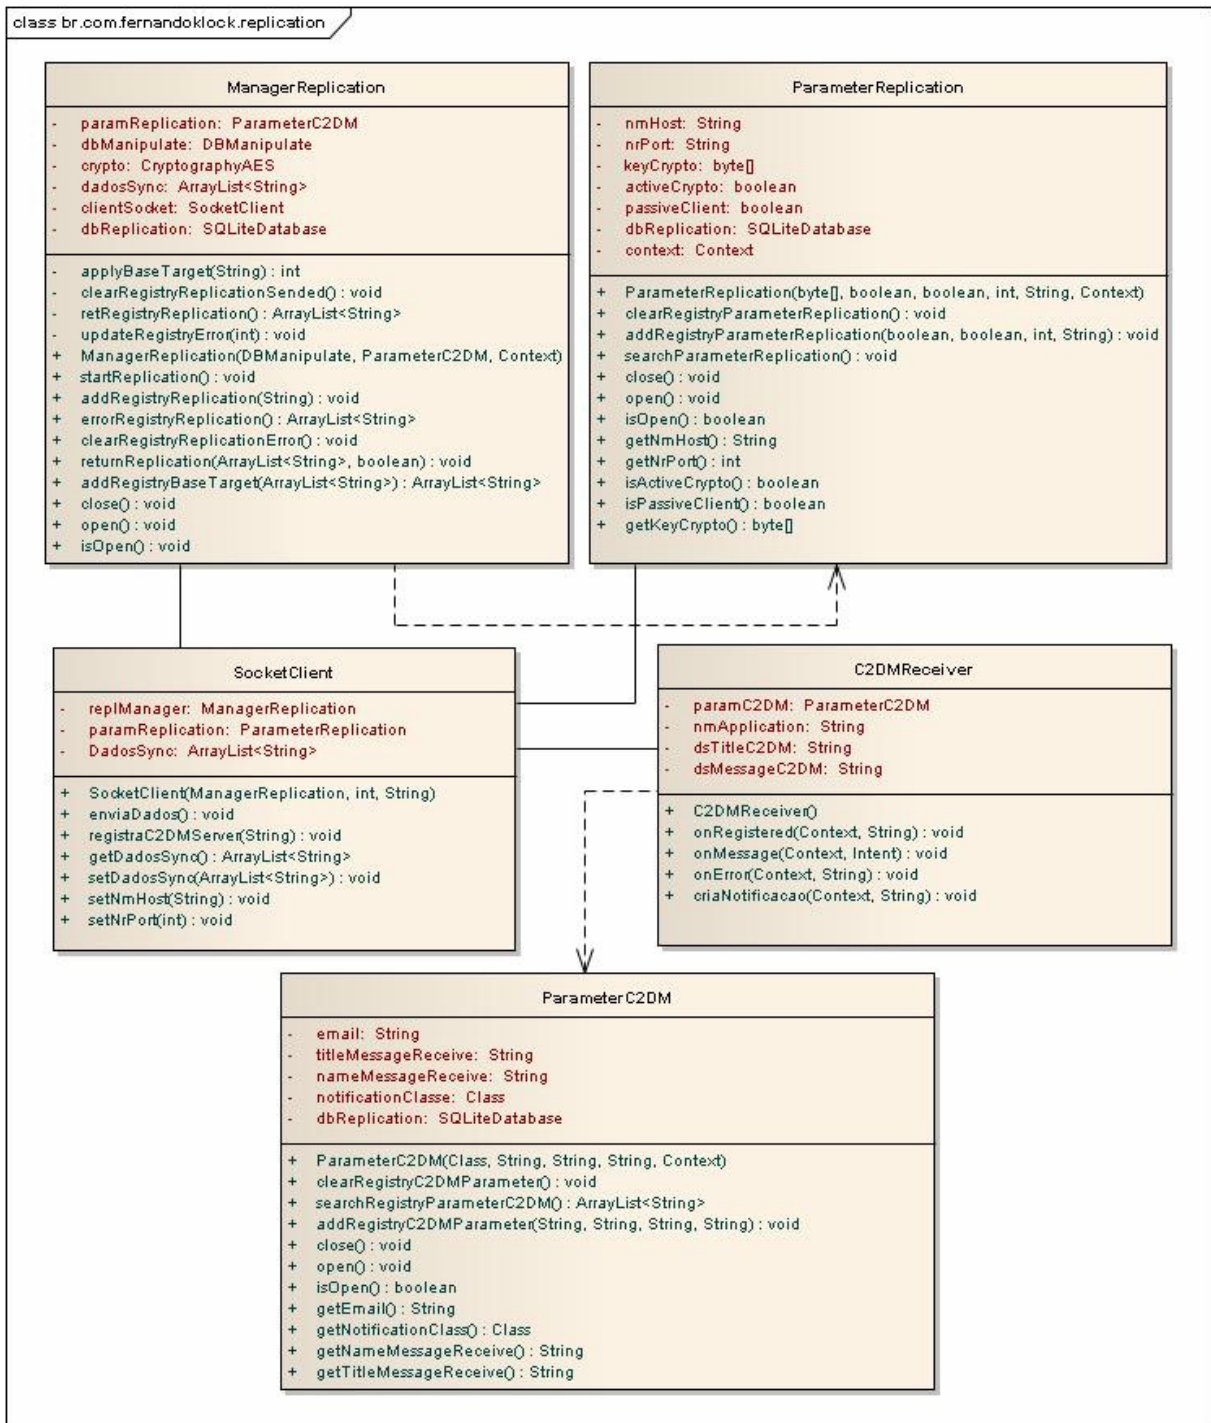 class br.com.fernandoklock.replication
ManagerReplication
- paramReplication: ParameterC2DM
- dbManipulate: DBManipulate
- crypto: CryptographyAES
- dadosSync: ArrayList<String>
- clientSocket: SocketClient
- dbReplication: SQLiteDatabase
- applyBaseTarget(String) : int
- clearRegistryReplicationSended() : void
- retRegistryReplication() : ArrayList<String>
- updateRegistryError(int) : void
+ ManagerReplication(DBManipulate, ParameterC2DM, Context)
+ startReplication() : void
+ addRegistryReplication(String) : void
+ errorRegistryReplication() : ArrayList<String>
+ clearRegistryReplicationError() : void
+ returnReplication(ArrayList<String>, boolean) : void
+ addRegistryBaseTarget(ArrayList<String>) : ArrayList<String>
+ close() : void
+ open() : void
+ isOpen() : void
ParameterReplication
- nmHost: String
- nrPort: String
- keyCrypto: byte[]
- activeCrypto: boolean
- passiveClient: boolean
- dbReplication: SQLiteDatabase
- context: Context
+ ParameterReplication(byte[], boolean, boolean, int, String, Context)
+ clearRegistryParameterReplication() : void
+ addRegistryParameterReplication(boolean, boolean, int, String) : void
+ searchParameterReplication() : void
+ close() : void
+ open() : void
+ isOpen() : boolean
+ getNmHost() : String
+ getNrPort() : int
+ isActiveCrypto() : boolean
+ isPassiveClient() : boolean
+ getKeyCrypto() : byte[]
SocketClient
- replManager: ManagerReplication
- paramReplication: ParameterReplication
- DadosSync: ArrayList<String>
+ SocketClient(ManagerReplication, int, String)
+ enviaDados() : void
+ registraC2DMServer(String) : void
+ getDadosSync() : ArrayList<String>
+ setDadosSync(ArrayList<String>) : void
+ setNmHost(String) : void
+ setNrPort(int) : void
C2DMReceiver
- paramC2DM: ParameterC2DM
- nmApplication: String
- dsTitleC2DM: String
- dsMessageC2DM: String
+ C2DMReceiver()
+ onRegistered(Context, String) : void
+ onMessage(Context, Intent) : void
+ onError(Context, String) : void
+ criaNotificacao(Context, String) : void
ParameterC2DM
- email: String
- titleMessageReceive: String
- nameMessageReceive: String
- notificationClasse: Class
- dbReplication: SQLiteDatabase
+ ParameterC2DM(Class, String, String, String, Context)
+ clearRegistryC2DMParameter() : void
+ searchRegistryParameterC2DM() : ArrayList<String>
+ addRegistryC2DMParameter(String, String, String, String) : void
+ close() : void
+ open() : void
+ isOpen() : boolean
+ getEmail() : String
+ getNotificationClass() : Class
+ getNameMessageReceive() : String
+ getTitleMessageReceive() : String